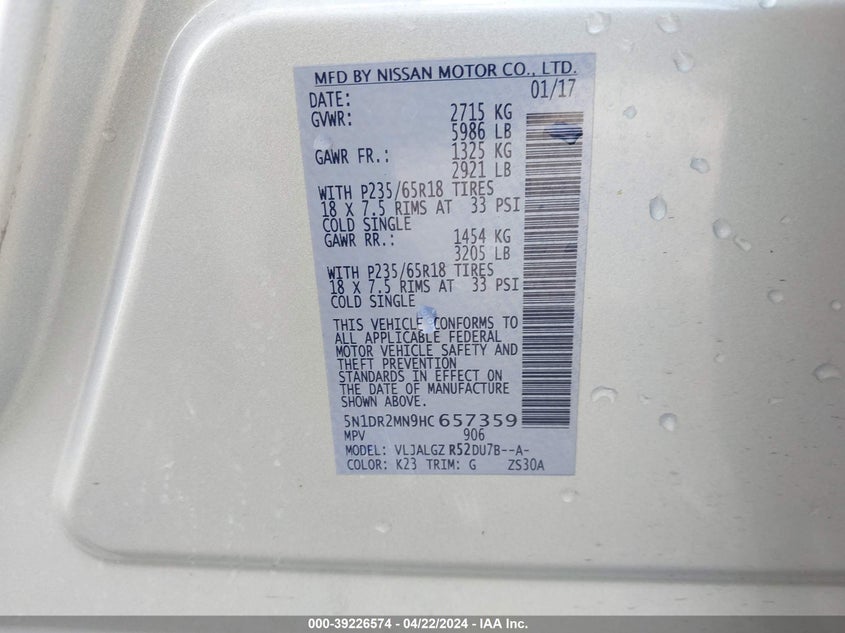 MFD BY NISSAN MOTOR CO., LTD.
DATE: 01/17
GVWR: 2715 KG
5986 LB
GAWR FR.: 1325 KG
2921 LB
WITH P235/65R18 TIRES
18 X 7.5 RIMS AT 33 PSI
COLD SINGLE
GAWR RR.: 1454 KG
3205 LB
WITH P235/65R18 TIRES
18 X 7.5 RIMS AT 33 PSI
COLD SINGLE
THIS VEHICLE CONFORMS TO
ALL APPLICABLE FEDERAL
MOTOR VEHICLE SAFETY AND
THEFT PREVENTION
STANDARDS IN EFFECT ON
THE DATE OF MANUFACTURE
SHOWN ABOVE.
5N1DR2MN9HC657359
MPV 906
MODEL: VLJALGZ R52DU7B--A-
COLOR: K23 TRIM: G ZS30A
000-39226574 - 04/22/2024 - IAA Inc.